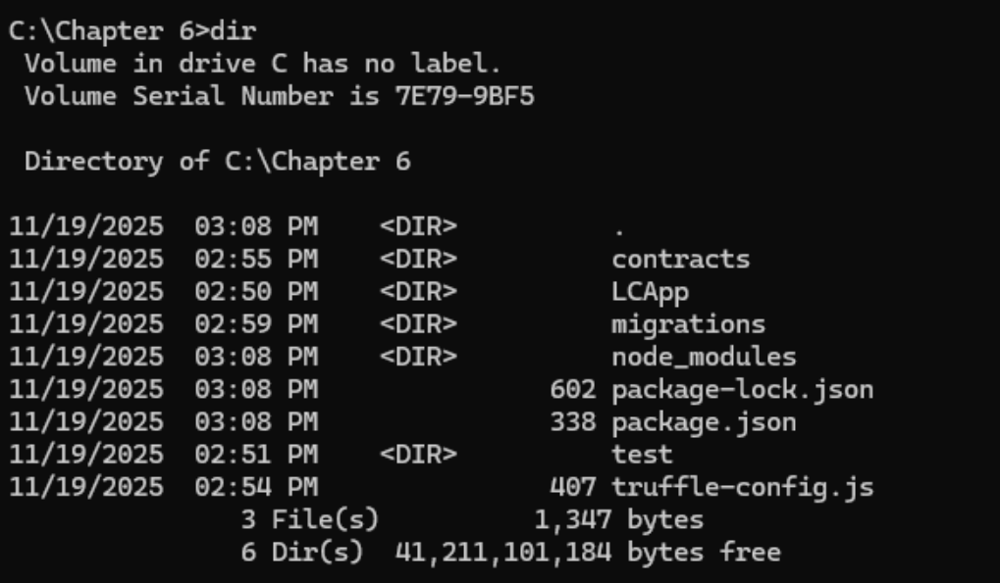 C:\Chapter 6>dir
 Volume in drive C has no label.
 Volume Serial Number is 7E79-9BF5

 Directory of C:\Chapter 6

11/19/2025  03:08 PM    <DIR>          .
11/19/2025  02:55 PM    <DIR>          contracts
11/19/2025  02:50 PM    <DIR>          LCApp
11/19/2025  02:59 PM    <DIR>          migrations
11/19/2025  03:08 PM    <DIR>          node_modules
11/19/2025  03:08 PM               602 package-lock.json
11/19/2025  03:08 PM               338 package.json
11/19/2025  02:51 PM    <DIR>          test
11/19/2025  02:54 PM               407 truffle-config.js
               3 File(s)          1,347 bytes
               6 Dir(s)  41,211,101,184 bytes free